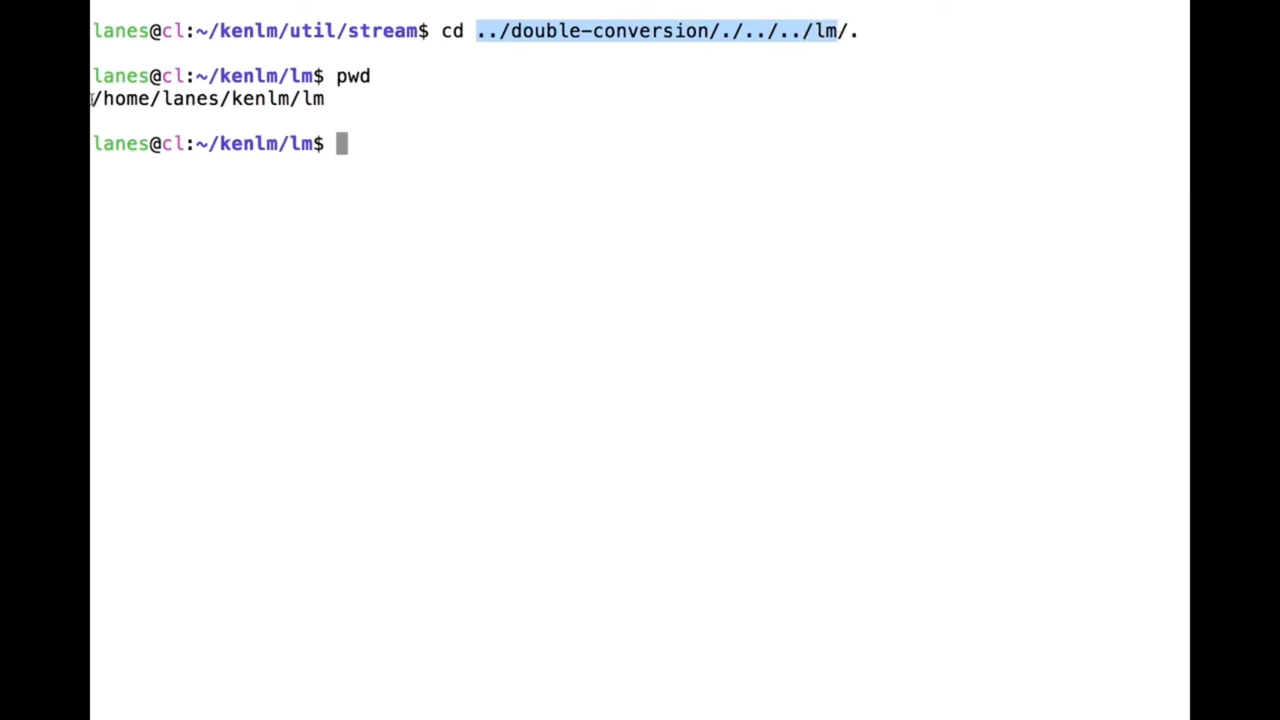 lanes@cl:~/kenlm/util/stream$ cd ../double-conversion/./../../lm/.
lanes@cl:~/kenlm/lm$ pwd
/home/lanes/kenlm/lm
lanes@cl:~/kenlm/lm$